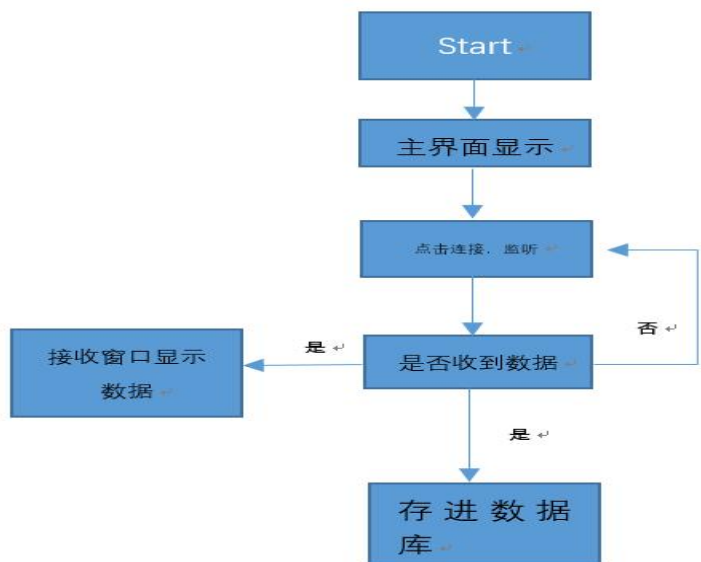 Start
主界面显示
点击连接．监听
否
是
接收窗口显示
数据
是否收到数据
是
存进数据
库